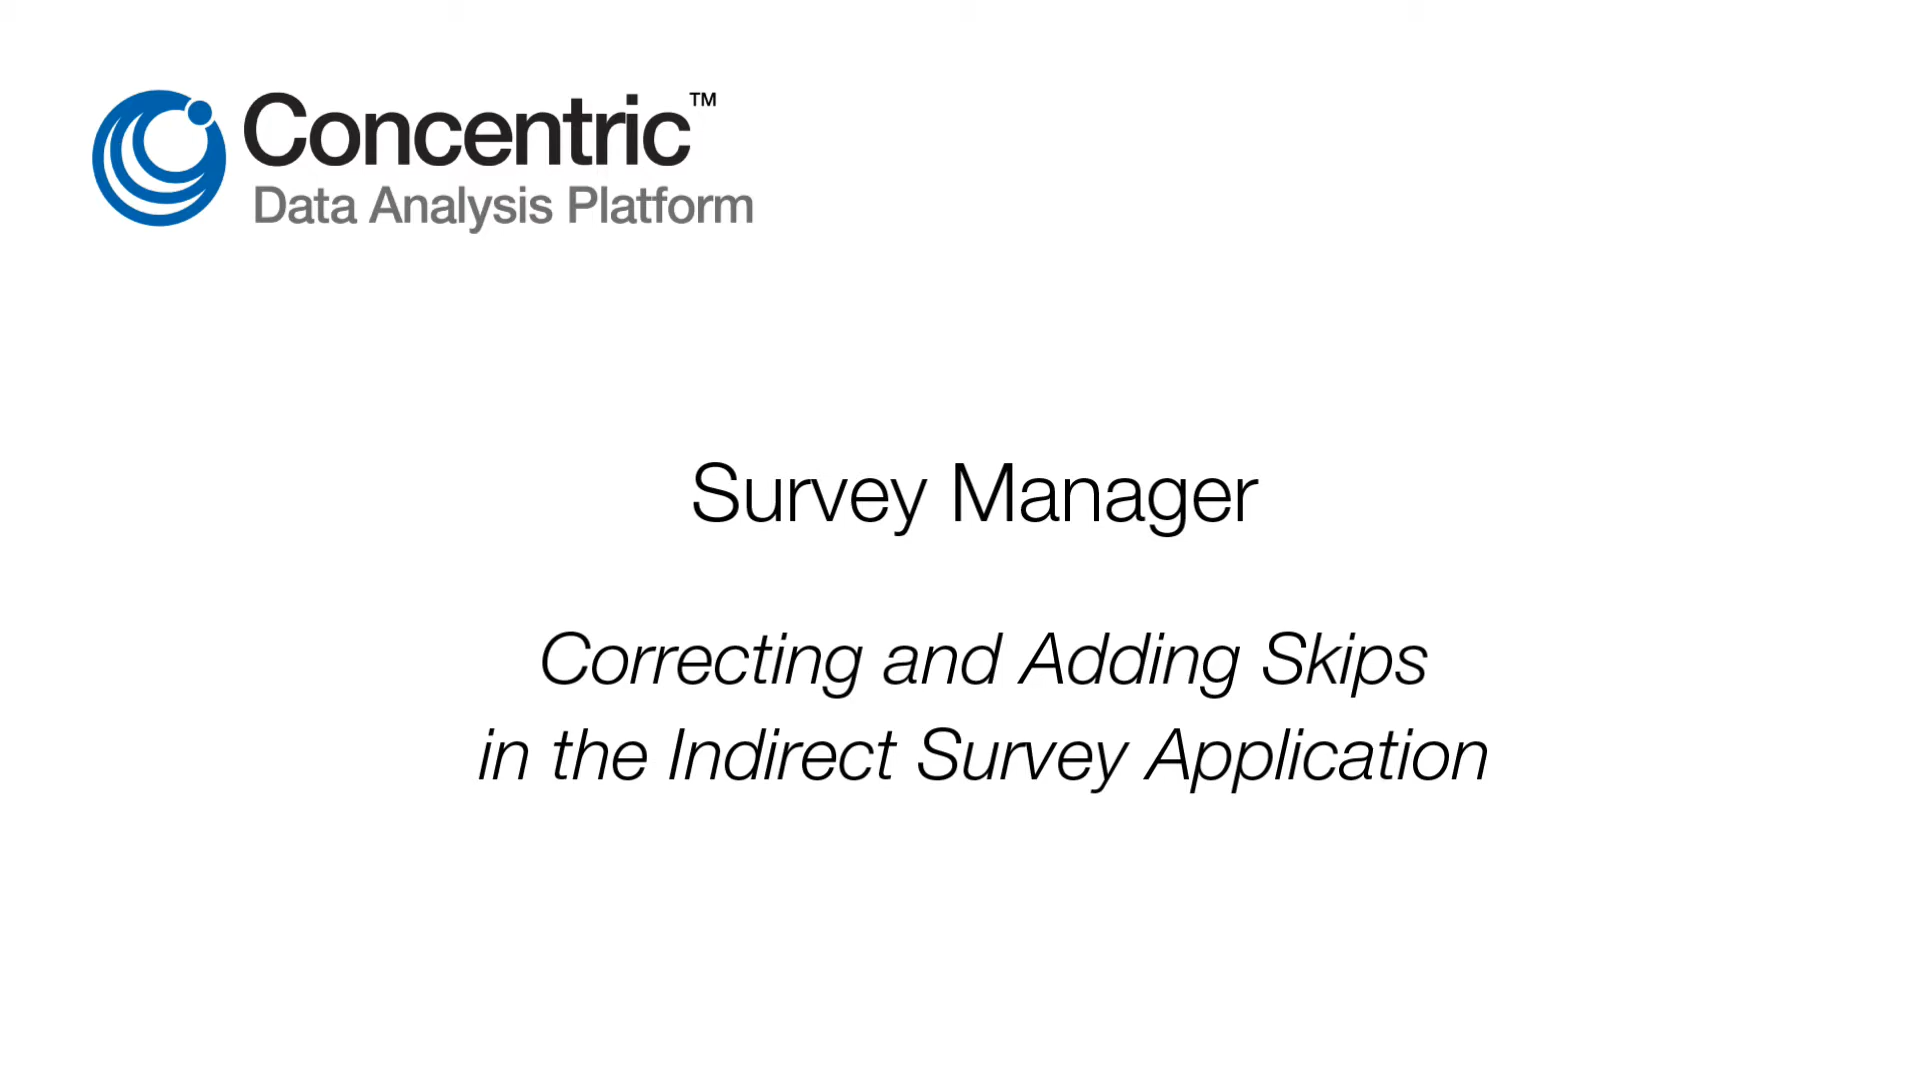 Concentric™
Data Analysis Platform
Survey Manager
Correcting and Adding Skips
in the Indirect Survey Application